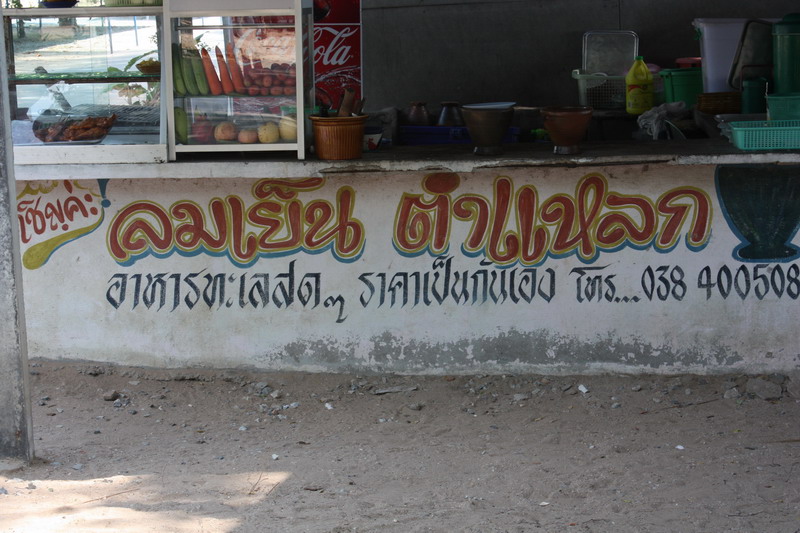 Cola
เชิญค่ะ
ลมเย็น ตำแหลก
อาหารทะเลสดๆ ราคาเป็นกันเอง โทร...038 400508